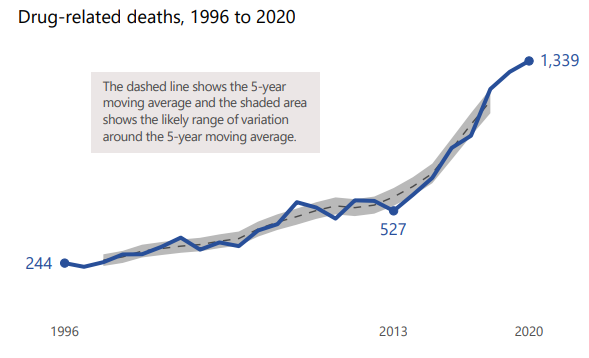 Drug-related deaths, 1996 to 2020
1,339
The dashed line shows the 5-year
moving average and the shaded area
shows the likely range of variation
around the 5-year moving average.
527
244
1996
2013
2020